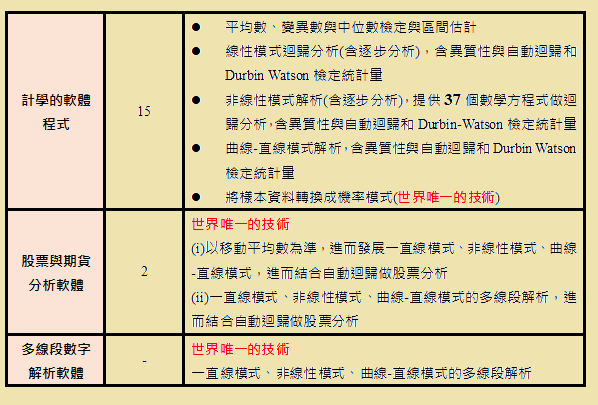 計學的軟體
程式
15
● 平均數、變異數與中位數檢定與區間估計
● 線性模式迴歸分析(含逐步分析)，含異質性與自動迴歸和
Durbin Watson 檢定統計量
● 非線性模式解析(含逐步分析)，提供 37 個數學方程式做迴
歸分析，含異質性與自動迴歸和 Durbin-Watson 檢定統計量
● 曲線-直線模式解析，含異質性與自動迴歸和 Durbin Watson
檢定統計量
● 將樣本資料轉換成機率模式(世界唯一的技術)
股票與期貨
分析軟體
2
世界唯一的技術
(i)以移動平均數為準，進而發展一直線模式、非線性模式、曲線
-直線模式，進而結合自動迴歸做股票分析
(ii)一直線模式、非線性模式、曲線-直線模式的多線段解析，進
而結合自動迴歸做股票分析
多線段數字
解析軟體
-
世界唯一的技術
一直線模式、非線性模式、曲線-直線模式的多線段解析